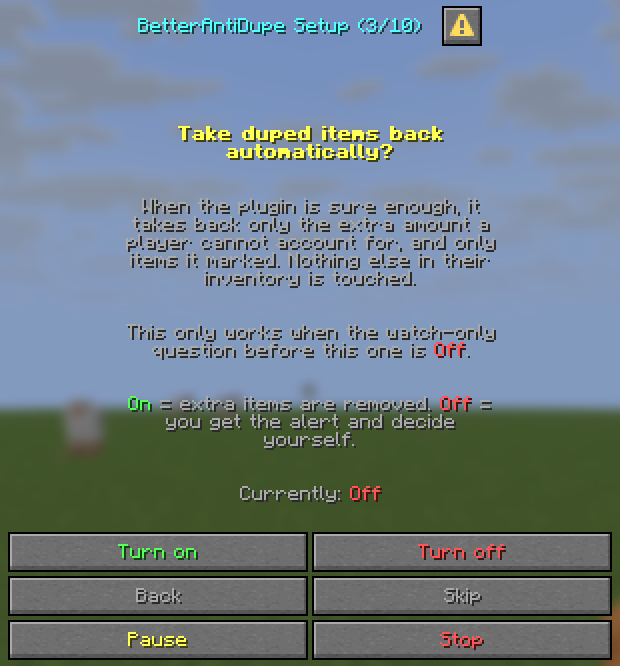 BetterAntiDupe Setup (3/10)
Take duped items back
automatically?
When the plugin is sure enough, it
takes back only the extra amount a
player cannot account for, and only
items it marked. Nothing else in their
inventory is touched.
This only works when the watch-only
question before this one is Off.
On = extra items are removed. Off =
you get the alert and decide
yourself.
Currently: Off
Turn on
Turn off
Back
Skip
Pause
Stop